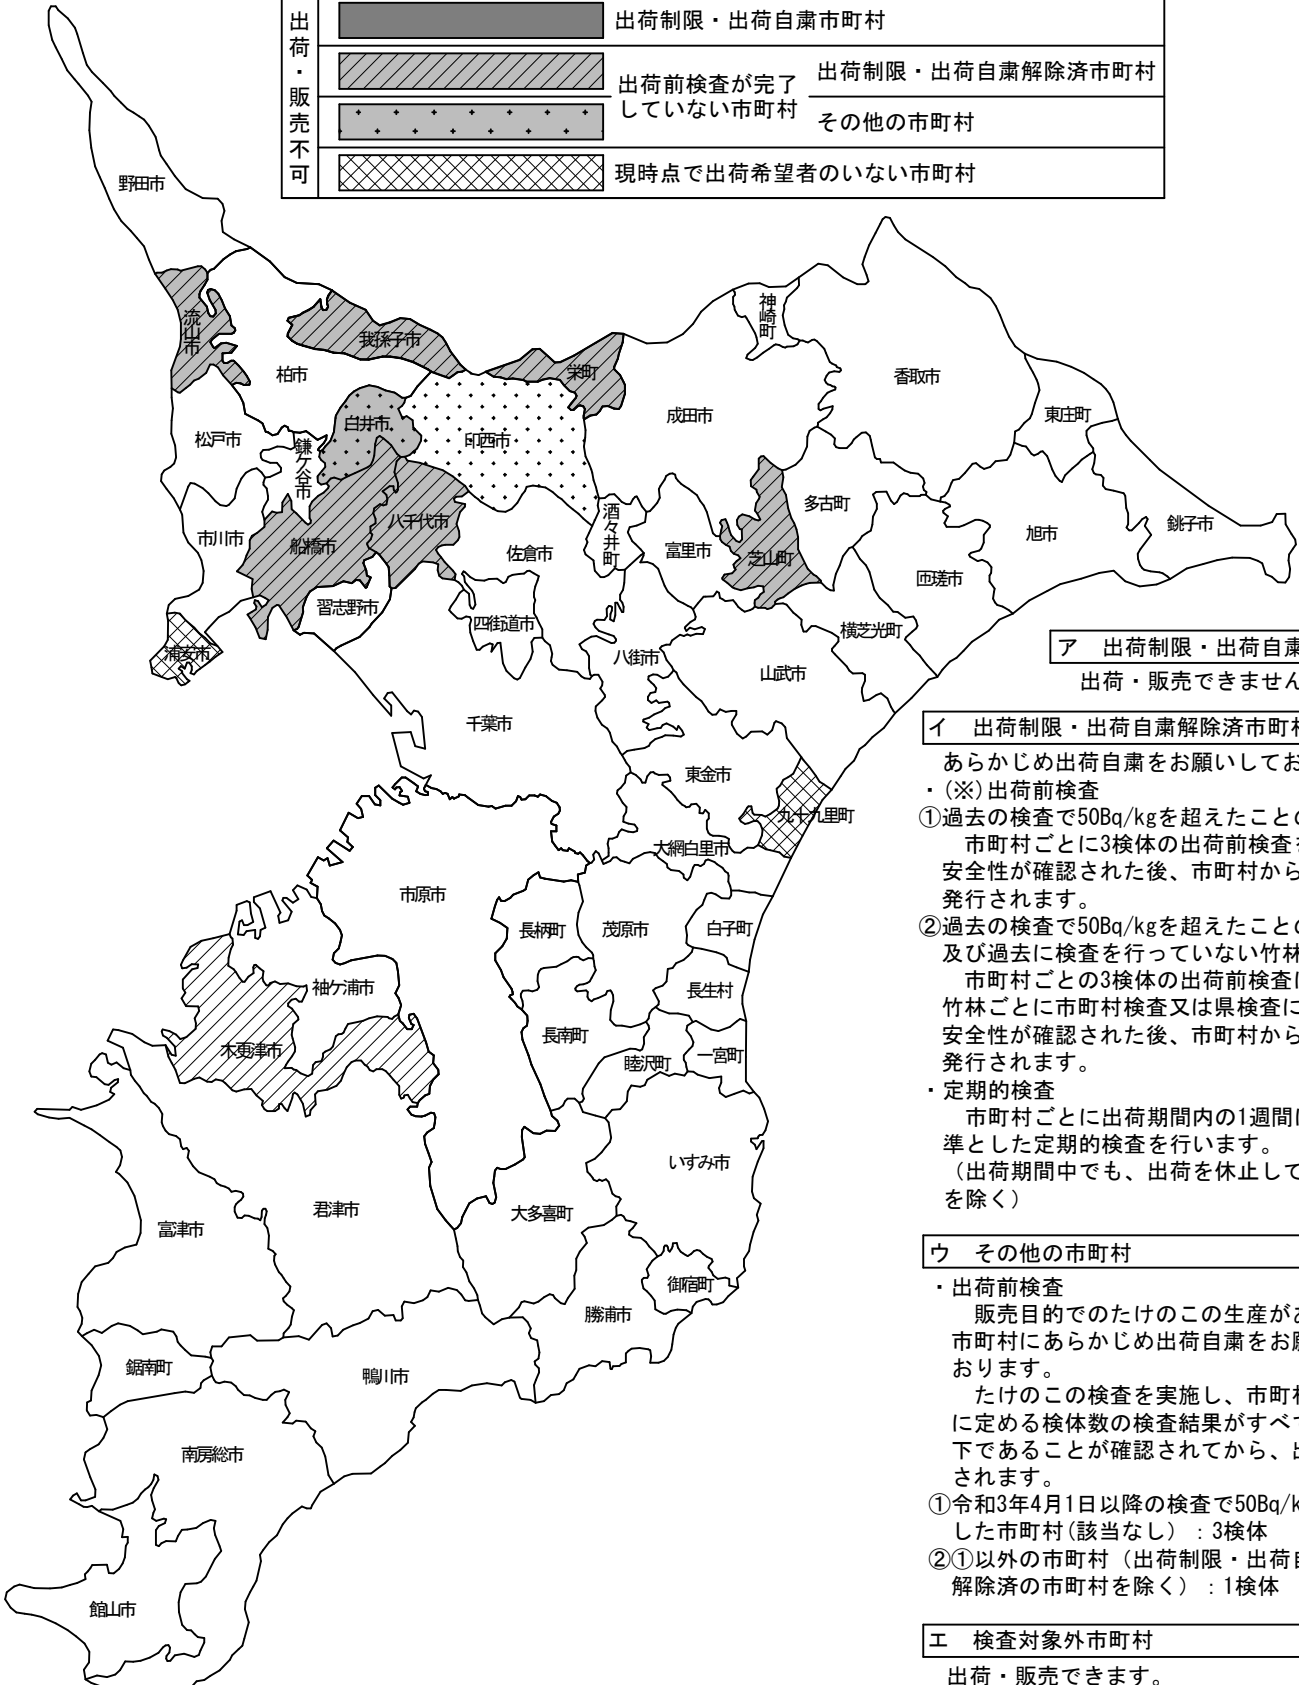 出荷・販売不可
出荷制限・出荷自粛市町村
出荷前検査が完了
していない市町村
出荷制限・出荷自粛解除済市町村
その他の市町村
現時点で出荷希望者のいない市町村
野田市
流山市
我孫子市
柏市
栄町
神崎町
香取市
成田市
東庄町
白井市
印西市
松戸市
鎌ケ谷市
多古町
銚子市
旭市
酒々井町
市川市
船橋市
八千代市
佐倉市
富里市
芝山町
匝瑳市
習志野市
四街道市
横芝光町
浦安市
八街市
山武市
千葉市
東金市
九十九里町
大網白里市
市原市
長柄町
茂原市
白子町
袖ケ浦市
長生村
木更津市
長南町
睦沢町
一宮町
いすみ市
君津市
大多喜町
富津市
御宿町
勝浦市
鋸南町
鴨川市
南房総市
館山市
ア 出荷制限・出荷自粛
出荷・販売できません
イ 出荷制限・出荷自粛解除済市町村
あらかじめ出荷自粛をお願いしてお
・(※)出荷前検査
①過去の検査で50Bq/kgを超えたことの
市町村ごとに3検体の出荷前検査を
安全性が確認された後、市町村から
発行されます。
②過去の検査で50Bq/kgを超えたことの
及び過去に検査を行っていない竹林
市町村ごとの3検体の出荷前検査に
竹林ごとに市町村検査又は県検査に
安全性が確認された後、市町村から
発行されます。
・定期的検査
市町村ごとに出荷期間内の1週間に
準とした定期的検査を行います。
（出荷期間中でも、出荷を休止して
を除く）
ウ その他の市町村
・出荷前検査
販売目的でのたけのこの生産があ
市町村にあらかじめ出荷自粛をお願
おります。
たけのこの検査を実施し、市町村
に定める検体数の検査結果がすべて
下であることが確認されてから、出
されます。
①令和3年4月1日以降の検査で50Bq/k
した市町村(該当なし）：3検体
②①以外の市町村（出荷制限・出荷自
解除済の市町村を除く）：1検体
エ 検査対象外市町村
出荷・販売できます。